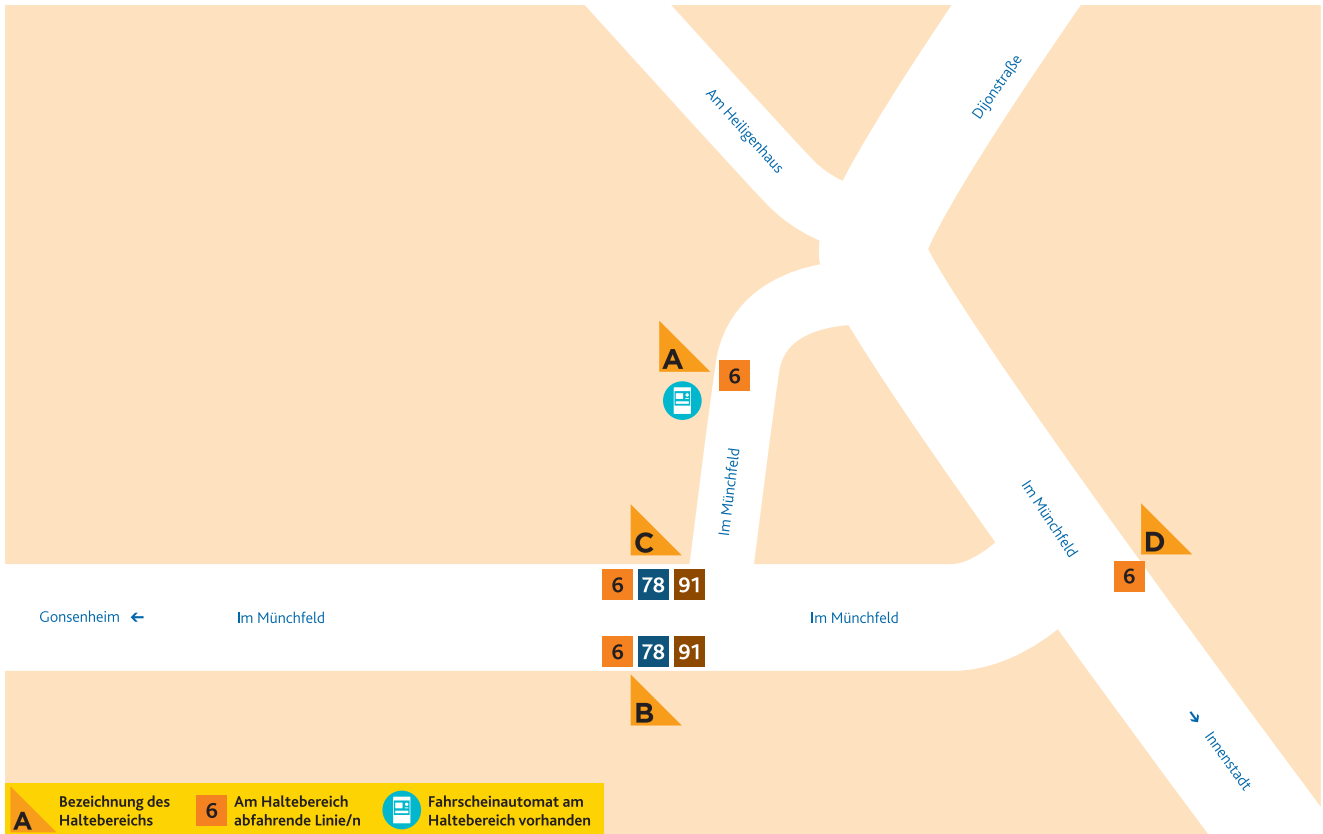 Am Heiligenhaus
Dijonstraße
A
6
Im Münchfeld
Im Münchfeld
C
D
6
6 78 91
Gonsenheim ←
Im Münchfeld
Im Münchfeld
6 78 91
B
↘
Innenstadt
A
Bezeichnung des
Haltebereichs
6
Am Haltebereich
abfahrende Linie/n
Fahrscheinautomat am
Haltebereich vorhanden